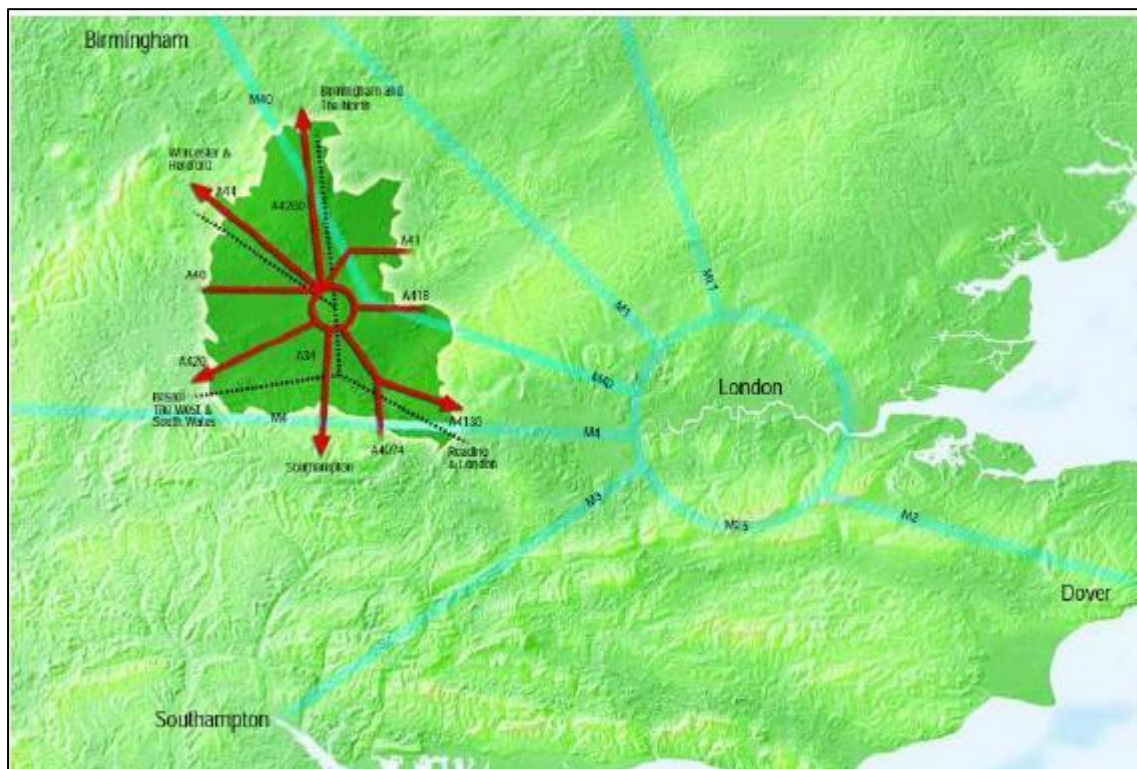 Birmingham
M40
Birmingham and
The North
Worcester &
Hereford
A44
A4260
A41
A40
A418
A34
A420
Bristol
The West &
South Wales
M4
A4074
A4130
Southampton
Reading
& London
M1
M40
M4
M3
M25
M2
London
Dover
Southampton